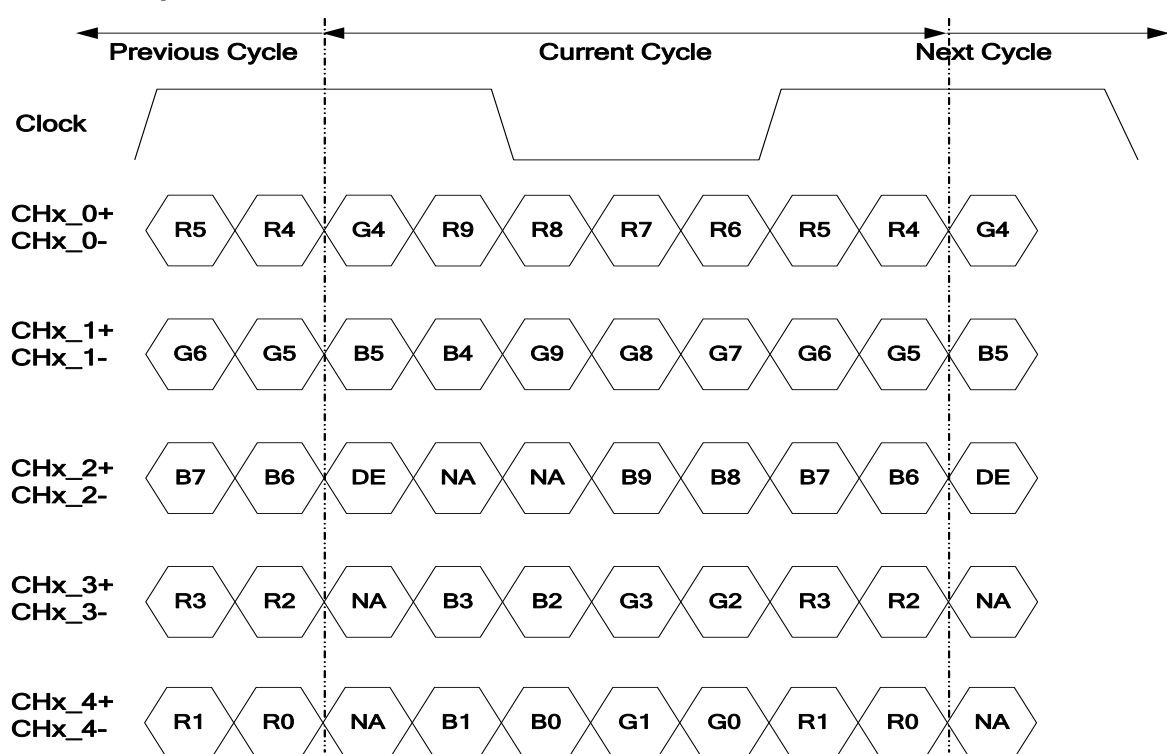 Previous Cycle Current Cycle Next Cycle
Clock
CHx_0+
CHx_0-
R5 R4 G4 R9 R8 R7 R6 R5 R4 G4
CHx_1+
CHx_1-
G6 G5 B5 B4 G9 G8 G7 G6 G5 B5
CHx_2+
CHx_2-
B7 B6 DE NA NA B9 B8 B7 B6 DE
CHx_3+
CHx_3-
R3 R2 NA B3 B2 G3 G2 R3 R2 NA
CHx_4+
CHx_4-
R1 R0 NA B1 B0 G1 G0 R1 R0 NA